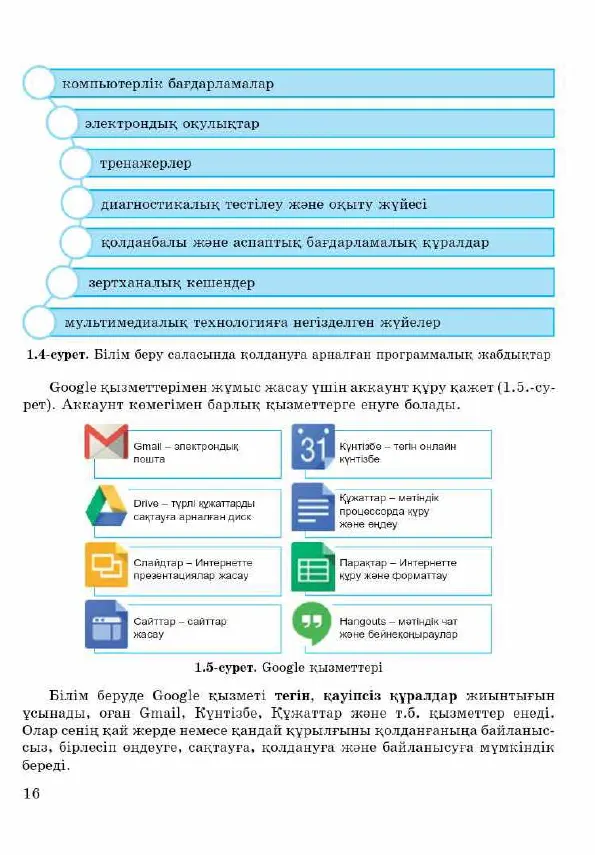 компьютерлік бағдарламалар
электрондық оқулықтар
тренажерлер
диагностикалық тестілеу және оқыту жүйесі
қолданбалы және аспаптық бағдарламалық құралдар
зертханалық кешендер
мультимедиалық технологияға негізделген жүйелер
1.4-сурет. Білім беру саласында қолдануға арналған программалық жабдықтар
Google қызметтерімен жұмыс жасау үшін аккаунт құру қажет (1.5.-су-
рет). Аккаунт көмегімен барлық қызметтерге енуге болады.
Gmail – электрондық
пошта
31
Күнтізбе – тегін онлайн
күнтізбе
Drive – түрлі құжаттарды
сақтауға арналған диск
Құжаттар – мәтіндік
процессорда құру
және өңдеу
Слайдтар – Интернетте
презентациялар жасау
Парақтар – Интернетте
құру және форматтау
Сайттар – сайттар
жасау
Hangouts – мәтіндік чат
және бейнеқоңыраулар
1.5-сурет. Google қызметтері
Білім беруде Google қызметі тегін, қауіпсіз құралдар жиынтығын
ұсынады, оған Gmail, Күнтізбе, Құжаттар және т.б. қызметтер енеді.
Олар сенің қай жерде немесе қандай құрылғыны қолданғаныңа байланыс-
сыз, бірлесіп өңдеуге, сақтауға, қолдануға және байланысуға мүмкіндік
береді.
16